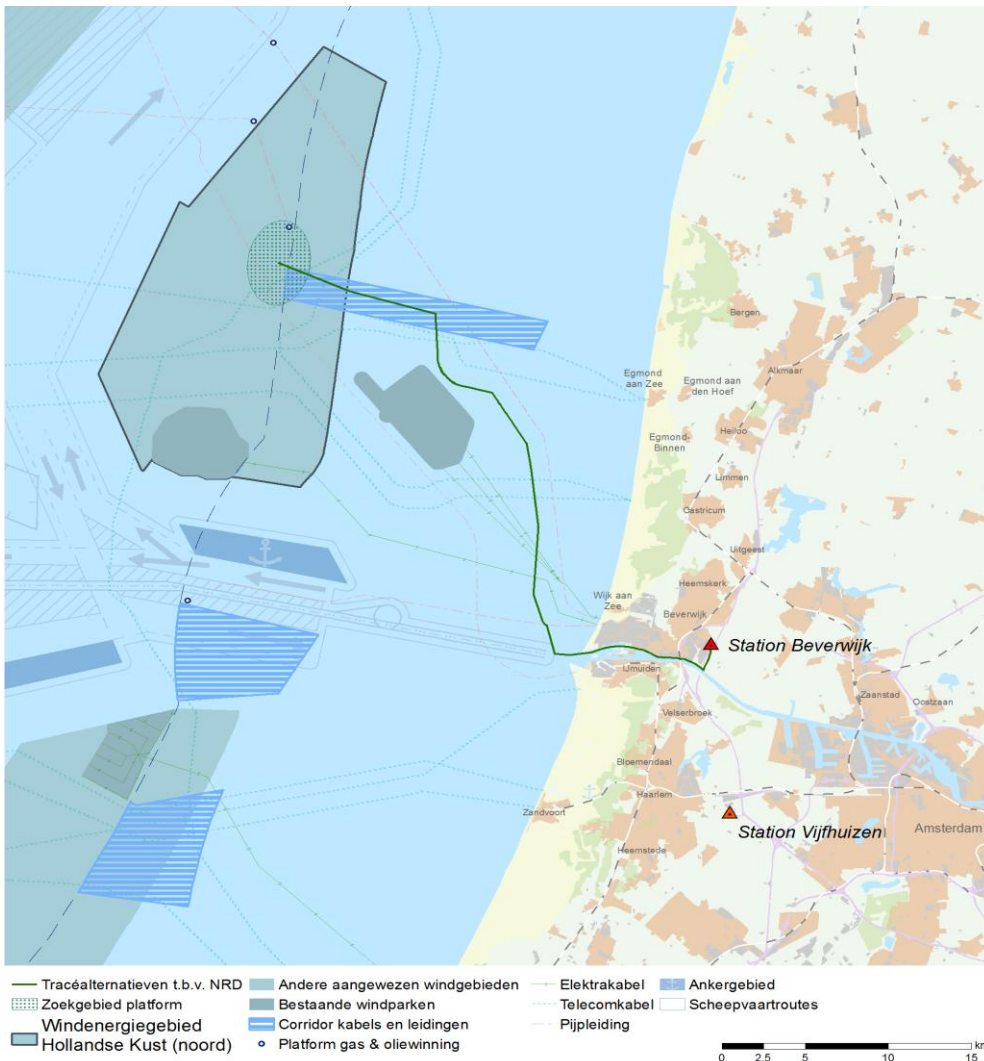 Bergen
Alkmaar
Egmond
aan Zee
Egmond aan
den Hoef
Heiloo
Egmond-
Binnen
Limmen
Castricum
Uitgeest
Heemskerk
Wijk aan
Zee
Beverwijk
Station Beverwijk
IJmuiden
Zaanstad
Oostzaan
Velserbroek
Bloemendaal
Haarlem
Zandvoort
Station Vijfhuizen
Amsterdam
Heemstede
Tracéalternatieven t.b.v. NRD
Zoekgebied platform
Windenergiegebied
Hollandse Kust (noord)
Andere aangewezen windgebieden
Bestaande windparken
Corridor kabels en leidingen
Platform gas & oliewinning
Elektrakabel
Telecomkabel
Pijpleiding
Ankergebied
Scheepvaartroutes
km
0 2.5 5 10 15